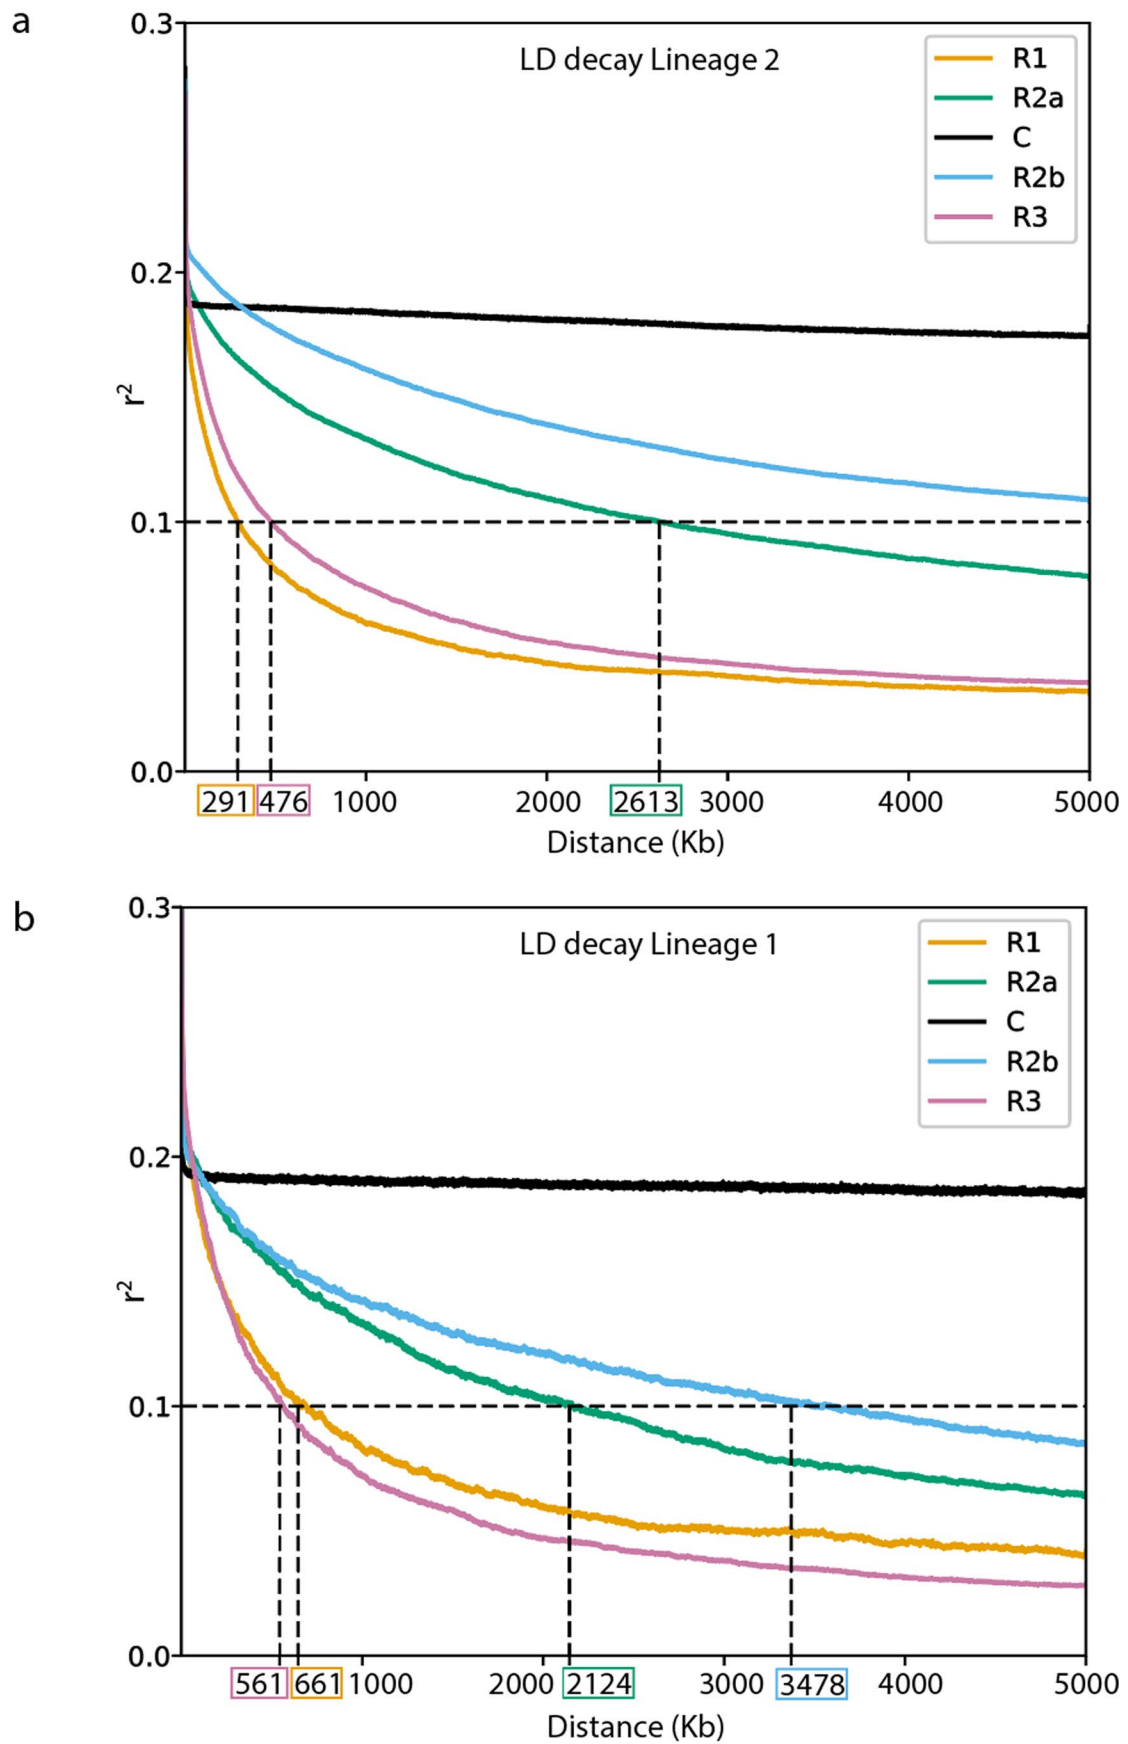 a
0.3
LD decay Lineage 2
R1
R2a
C
R2b
R3
0.2
r²
0.1
0.0
291 476 1000 2000 2613 3000 4000 5000
Distance (Kb)
b
0.3
LD decay Lineage 1
R1
R2a
C
R2b
R3
0.2
r²
0.1
0.0
561 661 1000 2000 2124 3000 3478 4000 5000
Distance (Kb)